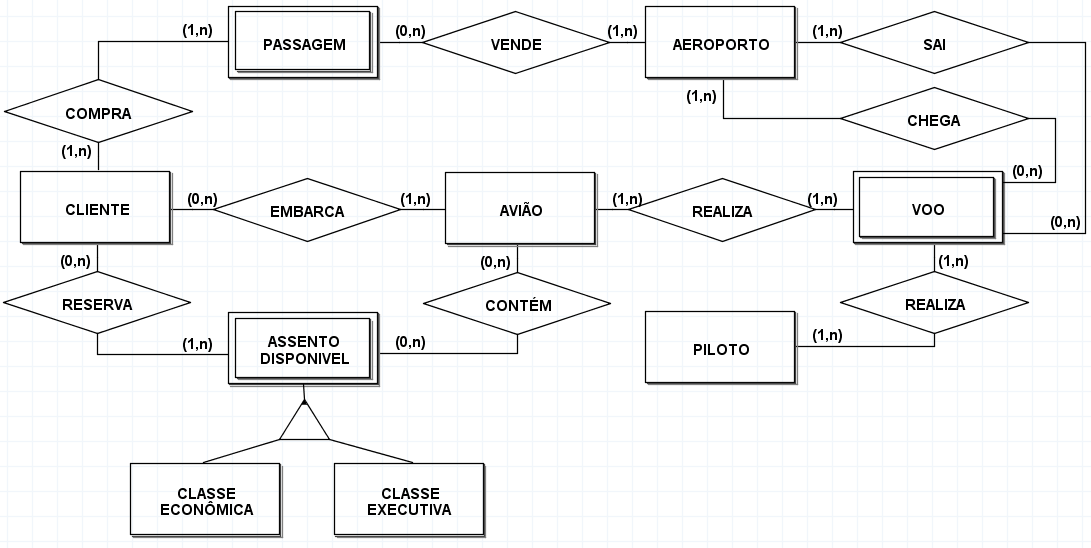 (1,n)
PASSAGEM
(0,n)
VENDE
(1,n)
AEROPORTO
(1,n)
SAI
COMPRA
(1,n)
CHEGA
(1,n)
(0,n)
CLIENTE
(0,n)
EMBARCA
(1,n)
AVIÃO
(1,n)
REALIZA
(1,n)
VOO
(0,n)
(0,n)
(0,n)
(1,n)
RESERVA
CONTÉM
REALIZA
(1,n)
ASSENTO
DISPONIVEL
(0,n)
PILOTO
(1,n)
CLASSE
ECONÔMICA
CLASSE
EXECUTIVA